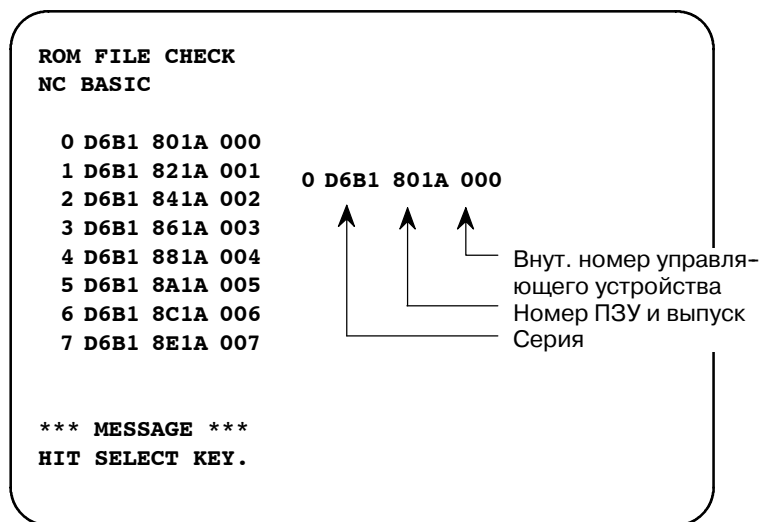 ROM FILE CHECK
NC BASIC
0 D6B1 801A 000
1 D6B1 821A 001
2 D6B1 841A 002
3 D6B1 861A 003
4 D6B1 881A 004
5 D6B1 8A1A 005
6 D6B1 8C1A 006
7 D6B1 8E1A 007
0 D6B1 801A 000
Внут. номер управля-
ющего устройства
Номер ПЗУ и выпуск
Серия
*** MESSAGE ***
HIT SELECT KEY.